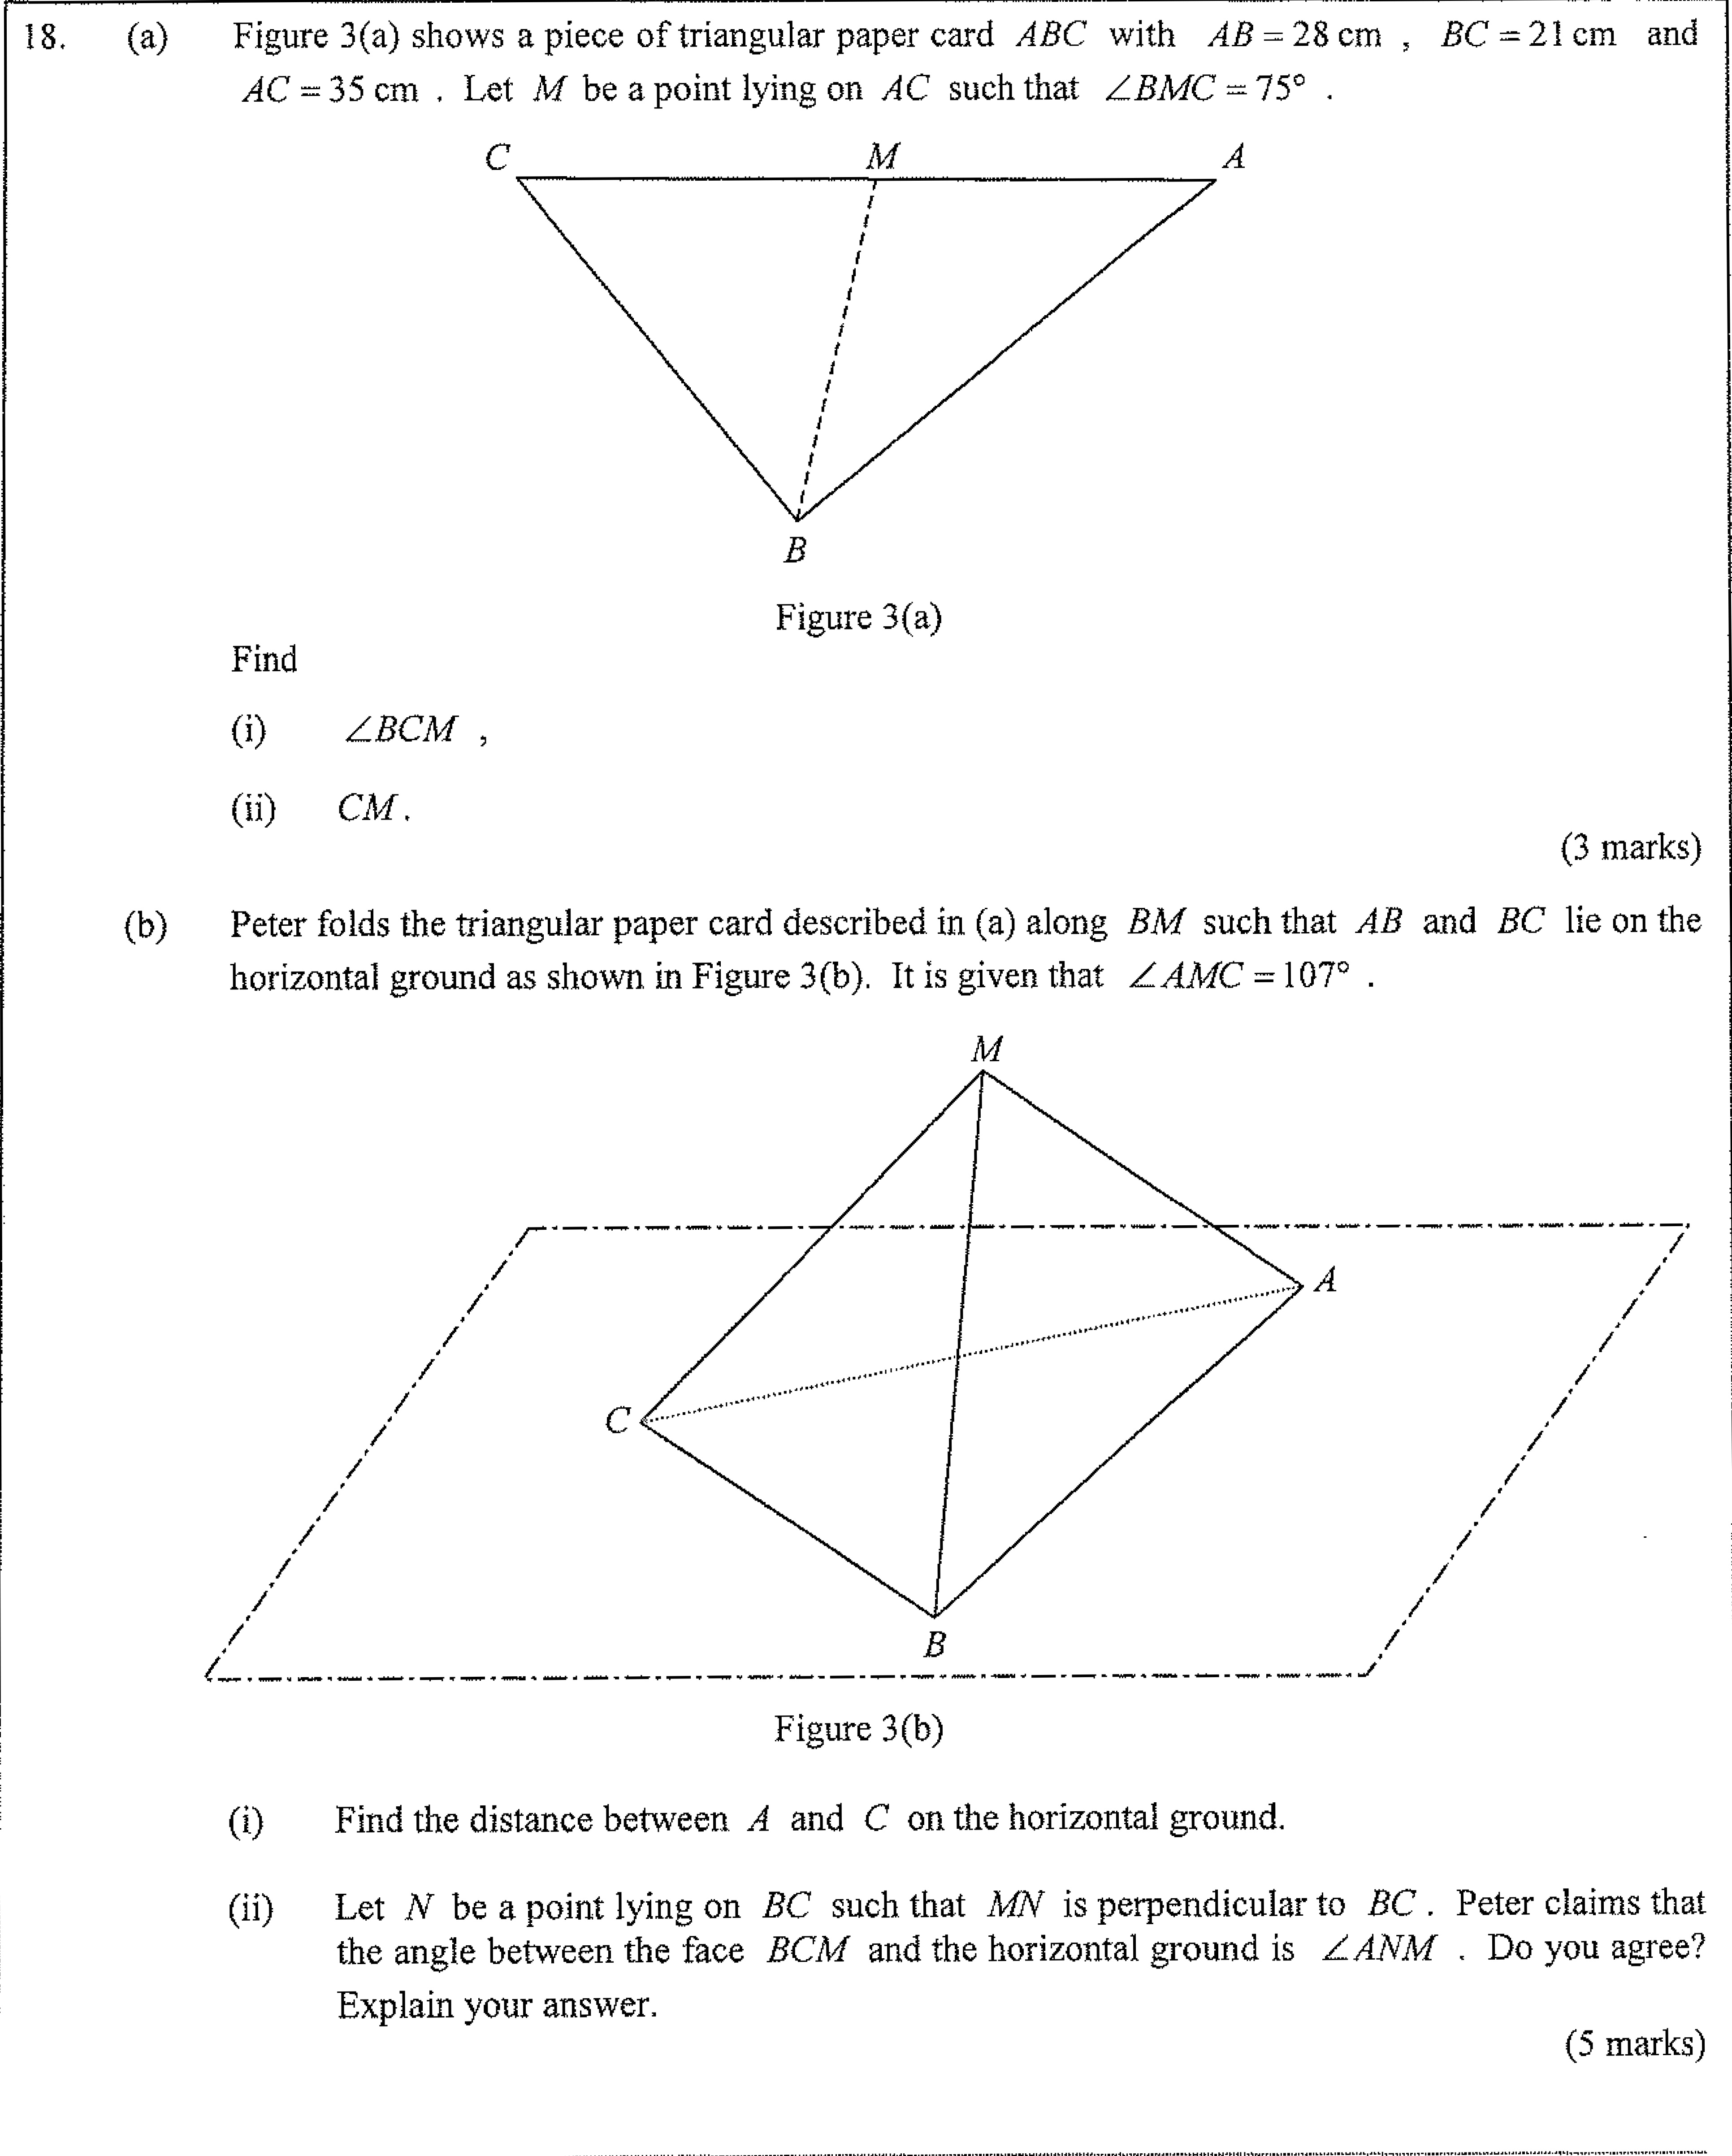 18. (a) Figure 3(a) shows a piece of triangular paper card ABC with AB = 28 cm , BC = 21 cm and
AC = 35 cm . Let M be a point lying on AC such that ∠BMC = 75° .
C M A
B
Figure 3(a)
Find
(i) ∠BCM ,
(ii) CM .
(3 marks)
(b) Peter folds the triangular paper card described in (a) along BM such that AB and BC lie on the
horizontal ground as shown in Figure 3(b). It is given that ∠AMC = 107° .
M
A
C
B
Figure 3(b)
(i) Find the distance between A and C on the horizontal ground.
(ii) Let N be a point lying on BC such that MN is perpendicular to BC . Peter claims that
the angle between the face BCM and the horizontal ground is ∠ANM . Do you agree?
Explain your answer.
(5 marks)